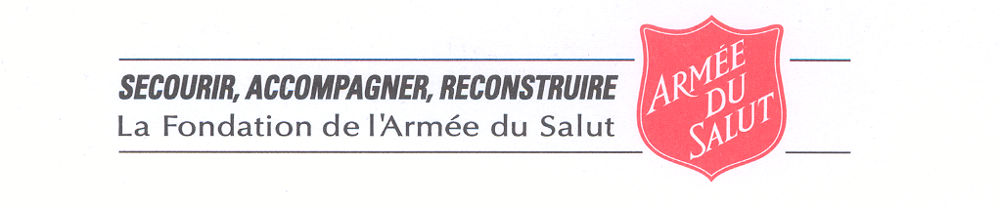 SECOURIR, ACCOMPAGNER, RECONSTRUIRE
La Fondation de l'Armée du Salut
ARMÉE
DU
SALUT